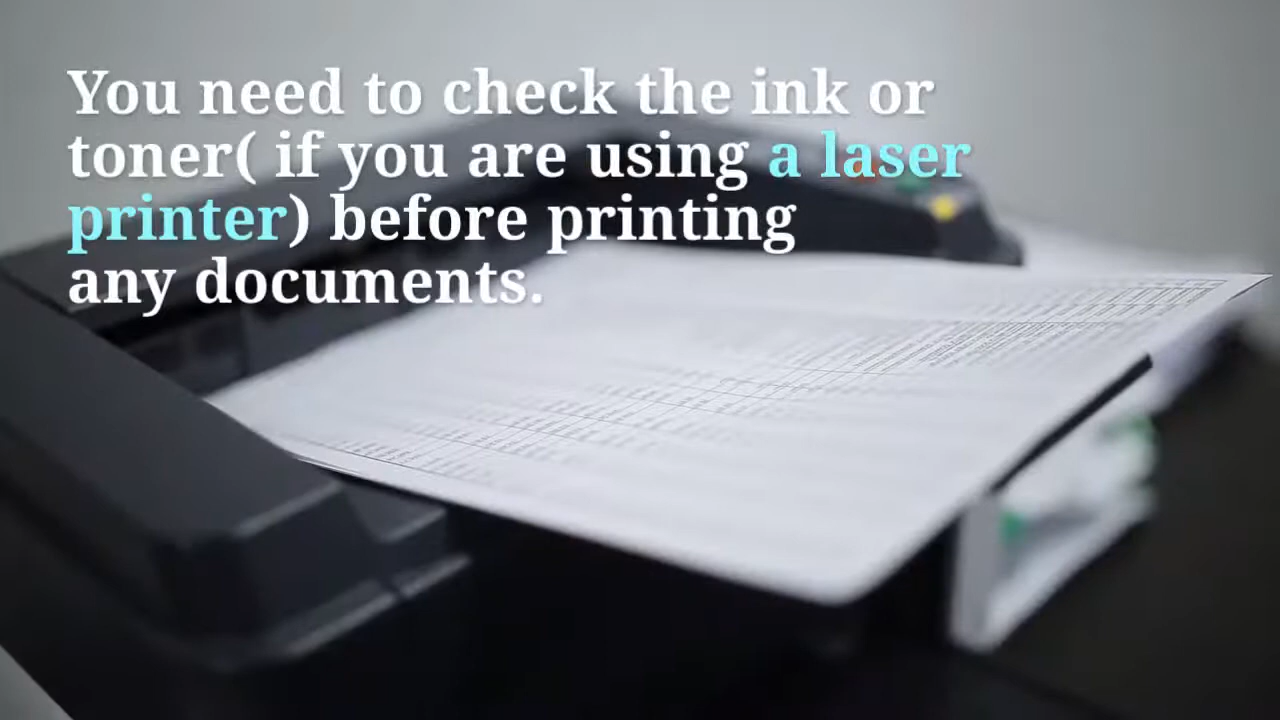 You need to check the ink or
toner( if you are using a laser
printer) before printing
any documents.